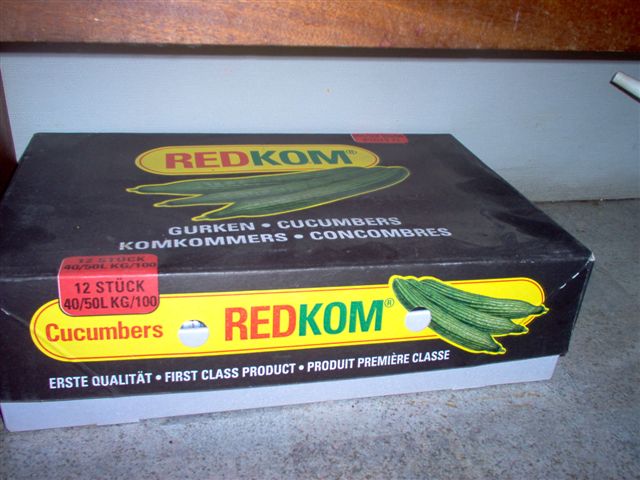 REDKOM®
GURKEN • CUCUMBERS
KOMKOMMERS • CONCOMBRES
12 STÜCK
40/50L KG/100
12 STÜCK
40/50L KG/100
Cucumbers REDKOM®
ERSTE QUALITÄT • FIRST CLASS PRODUCT • PRODUIT PREMIÈRE CLASSE